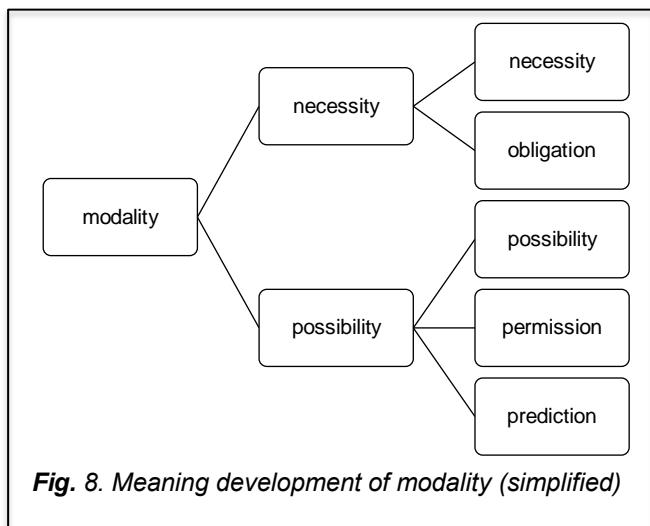 modality
necessity
possibility
necessity
obligation
possibility
permission
prediction
Fig. 8. Meaning development of modality (simplified)